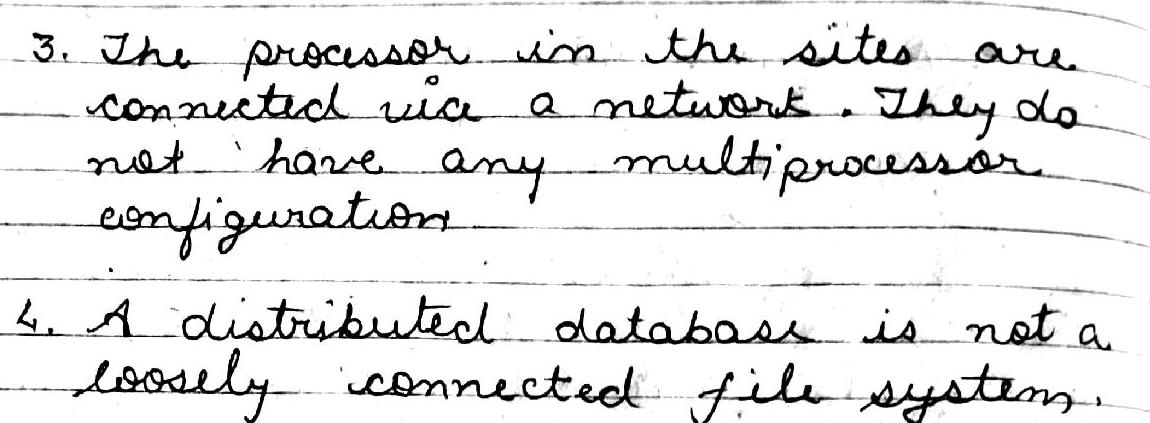 3. The processor in the sites are
connected via a network. They do
not have any multiprocessor
configuration
4. A distributed database is not a
loosely connected file system.